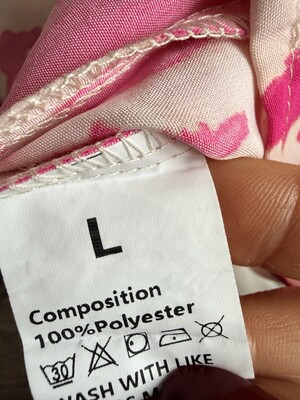 L
Composition
100%Polyester
30
WASH WITH LIKE